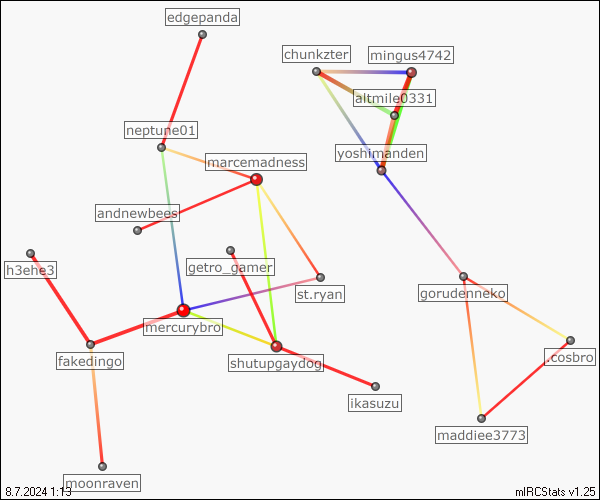 edgepanda
chunkzter
mingus4742
altmile0331
neptune01
yoshimanden
marcemadness
andnewbees
h3ehe3
getro_gamer
st.ryan
gorudenneko
mercurybro
fakedingo
shutupgaydog
.cosbro
ikasuzu
maddiee3773
moonraven
8.7.2024 1:13
mIRCStats v1.25